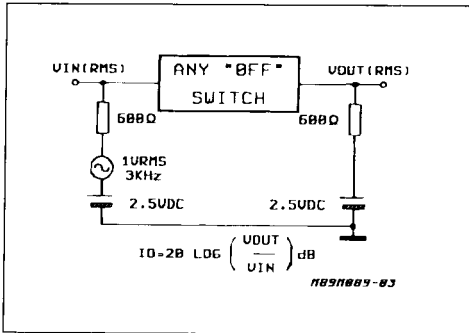 VIN(RMS)
ANY "OFF"
SWITCH
VOUT(RMS)
600Ω
600Ω
1VRMS
3KHz
2.5VDC
2.5VDC
IO=20 LOG ( VOUT
VIN ) dB
M89M089-03